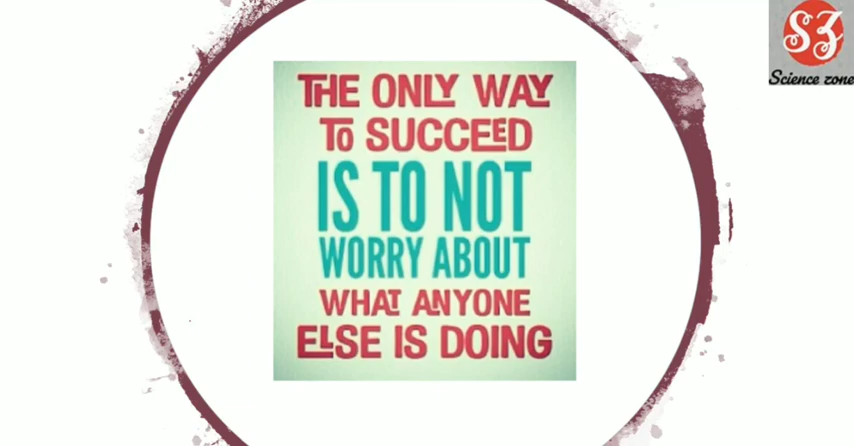 SZ
Science zone
THE ONLY WAY
TO SUCCEED
IS TO NOT
WORRY ABOUT
WHAT ANYONE
ELSE IS DOING